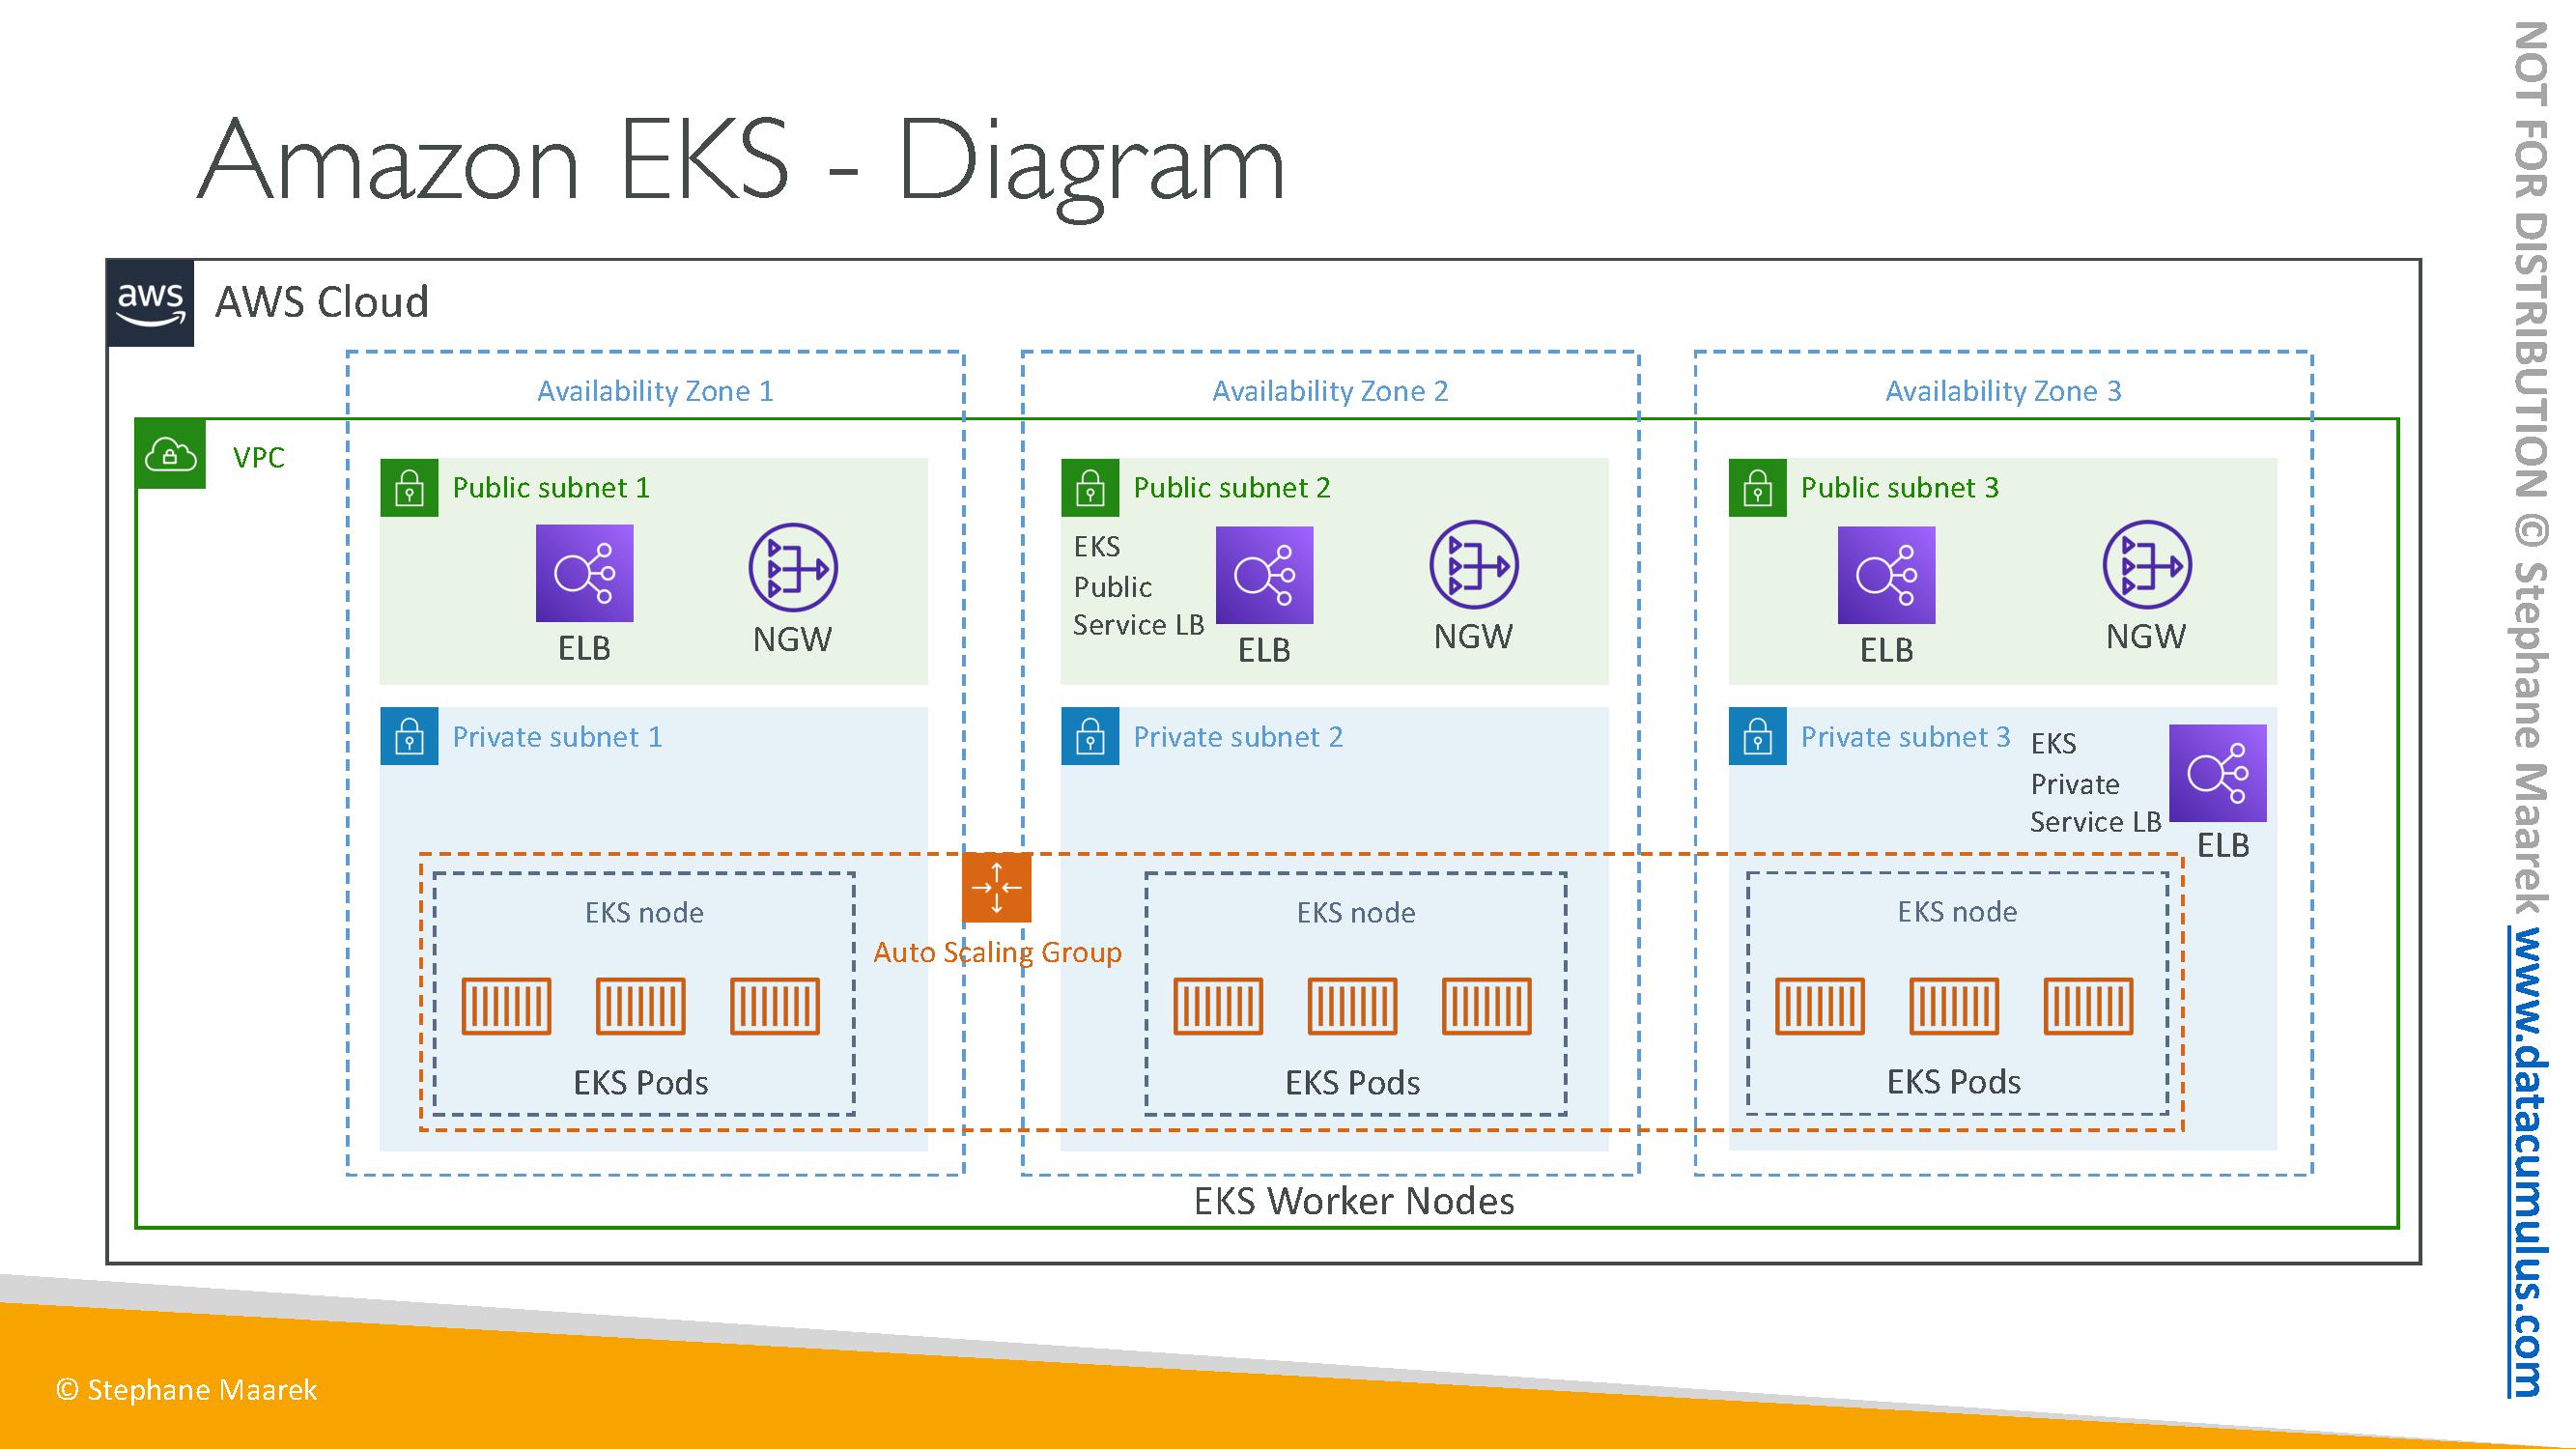 Amazon EKS - Diagram
aws
AWS Cloud
Availability Zone 1
Availability Zone 2
Availability Zone 3
VPC
Public subnet 1
ELB
NGW
Public subnet 2
EKS
Public
Service LB
ELB
NGW
Public subnet 3
ELB
NGW
Private subnet 1
Private subnet 2
Private subnet 3
EKS
Private
Service LB
ELB
EKS node
EKS Pods
Auto Scaling Group
EKS node
EKS Pods
EKS node
EKS Pods
EKS Worker Nodes
© Stephane Maarek
NOT FOR DISTRIBUTION © Stephane Maarek www.datacumulus.com